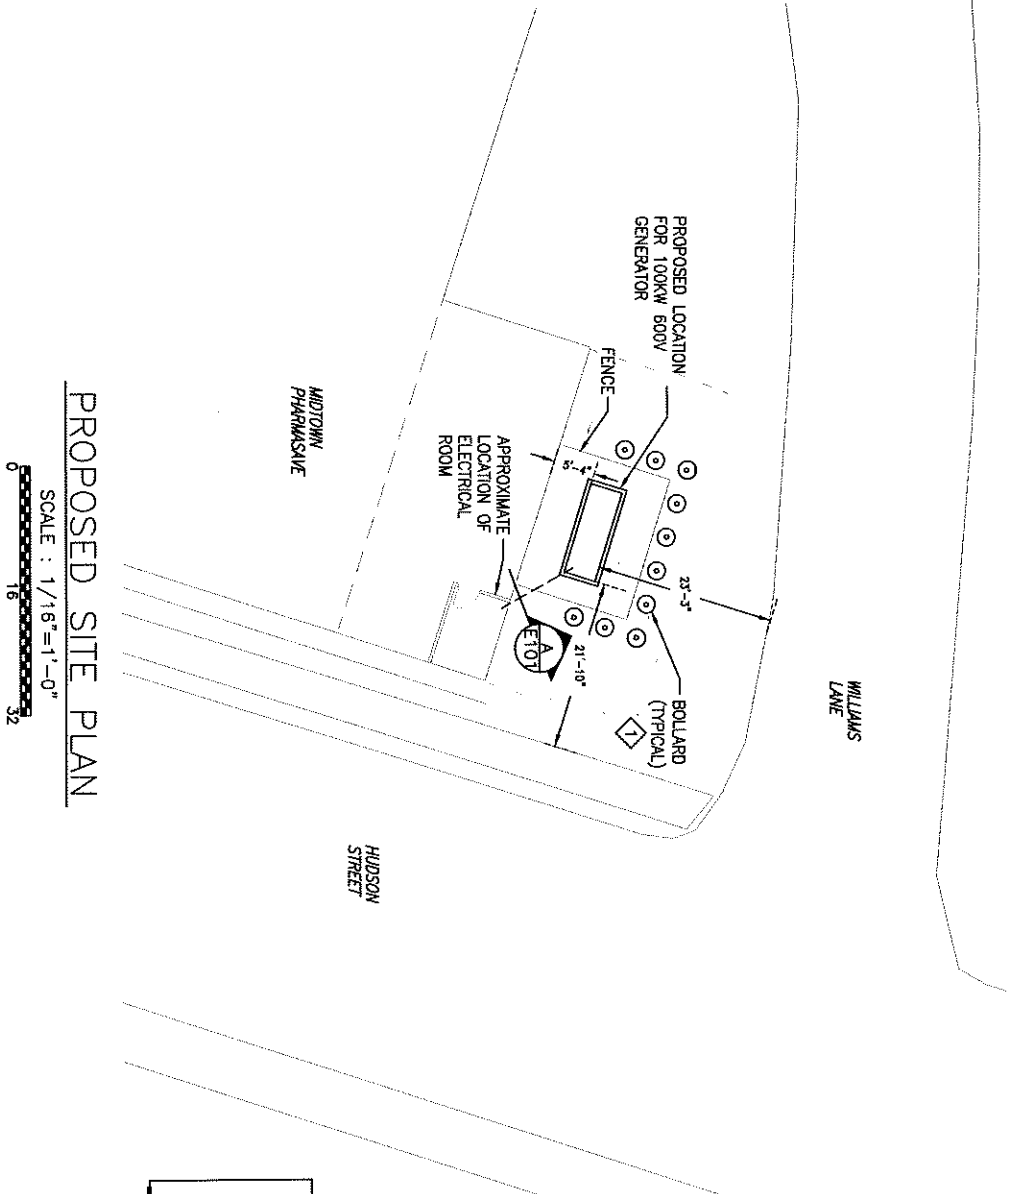 WILLIAMS
LANE
PROPOSED LOCATION
FOR 100KW 600V
GENERATOR
FENCE
5'-4"
23'-3"
21'-10"
BOLLARD
(TYPICAL)
1
A
E101
APPROXIMATE
LOCATION OF
ELECTRICAL
ROOM
MIDTOWN
PHARMASAVE
HUDSON
STREET
PROPOSED SITE PLAN
SCALE : 1/16"=1'-0"
0 16 32